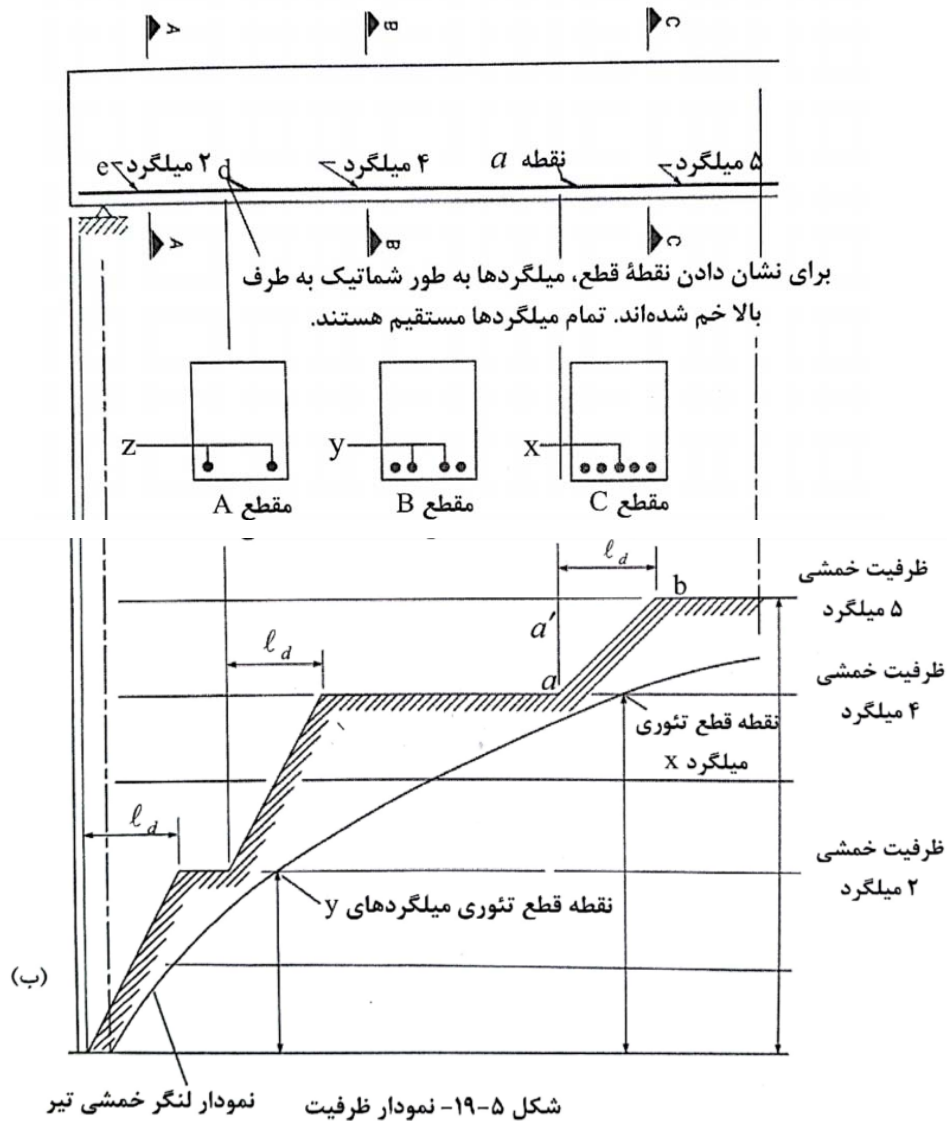 A
B
C
e
۲ میلگرد
d
۴ میلگرد
نقطه a
۵ میلگرد
A
B
C
برای نشان دادن نقطهٔ قطع، میلگردها به طور شماتیک به طرف
بالا خم شده‌اند. تمام میلگردها مستقیم هستند.
z
y
x
مقطع A
مقطع B
مقطع C
ℓd
b
ظرفیت خمشی
۵ میلگرد
a′
ℓd
a
ظرفیت خمشی
۴ میلگرد
نقطه قطع تئوری
میلگرد x
ℓd
ظرفیت خمشی
۲ میلگرد
نقطه قطع تئوری میلگردهای y
(ب)
نمودار لنگر خمشی تیر
شکل ۵-۱۹- نمودار ظرفیت